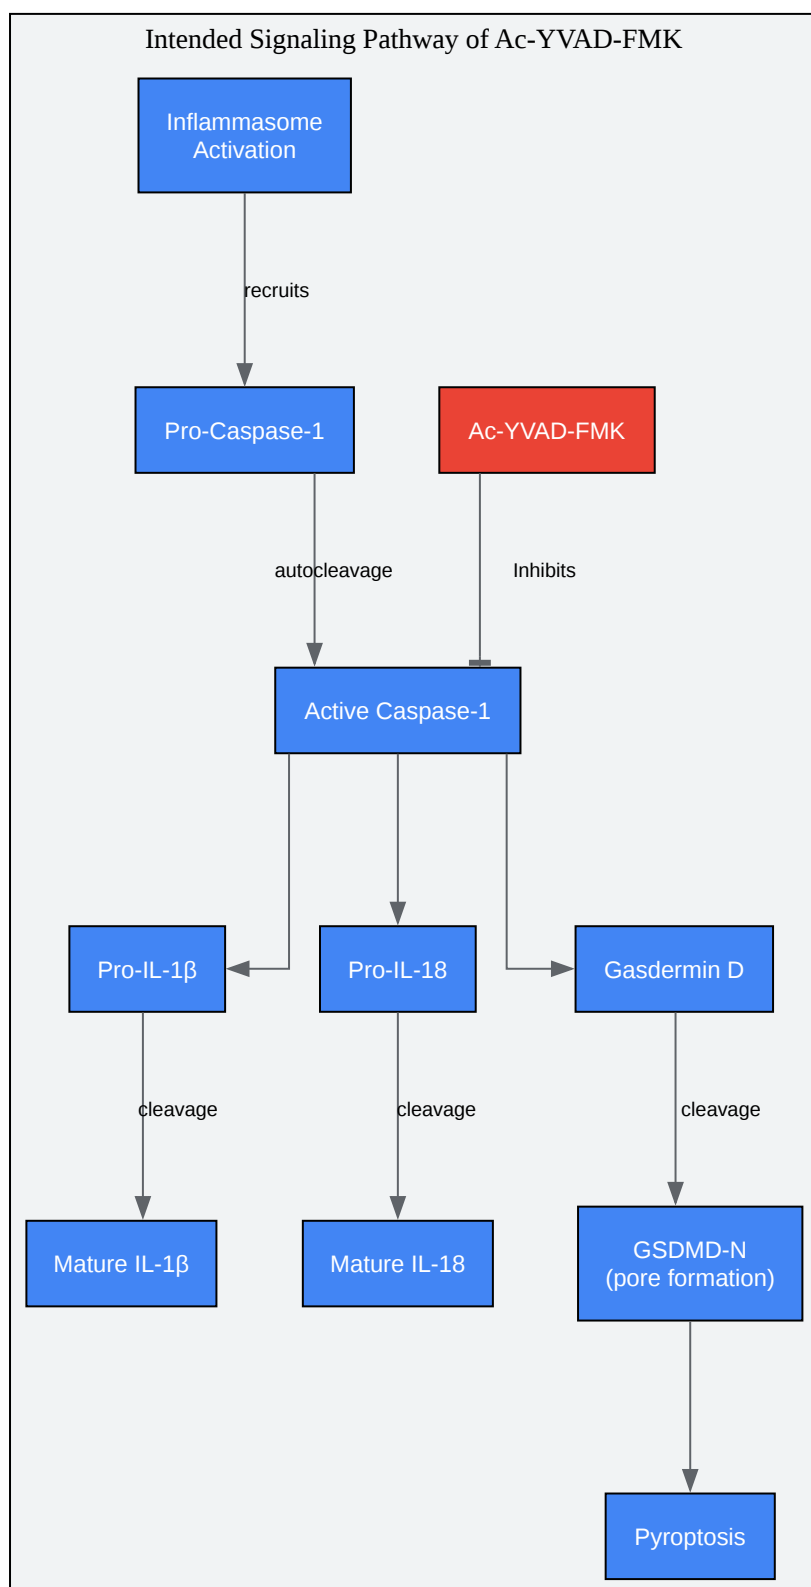 Intended Signaling Pathway of Ac-YVAD-FMK
Inflammasome
Activation
recruits
Pro-Caspase-1
Ac-YVAD-FMK
autocleavage
Inhibits
Active Caspase-1
Pro-IL-1β
Pro-IL-18
Gasdermin D
cleavage
cleavage
cleavage
Mature IL-1β
Mature IL-18
GSDMD-N
(pore formation)
Pyroptosis